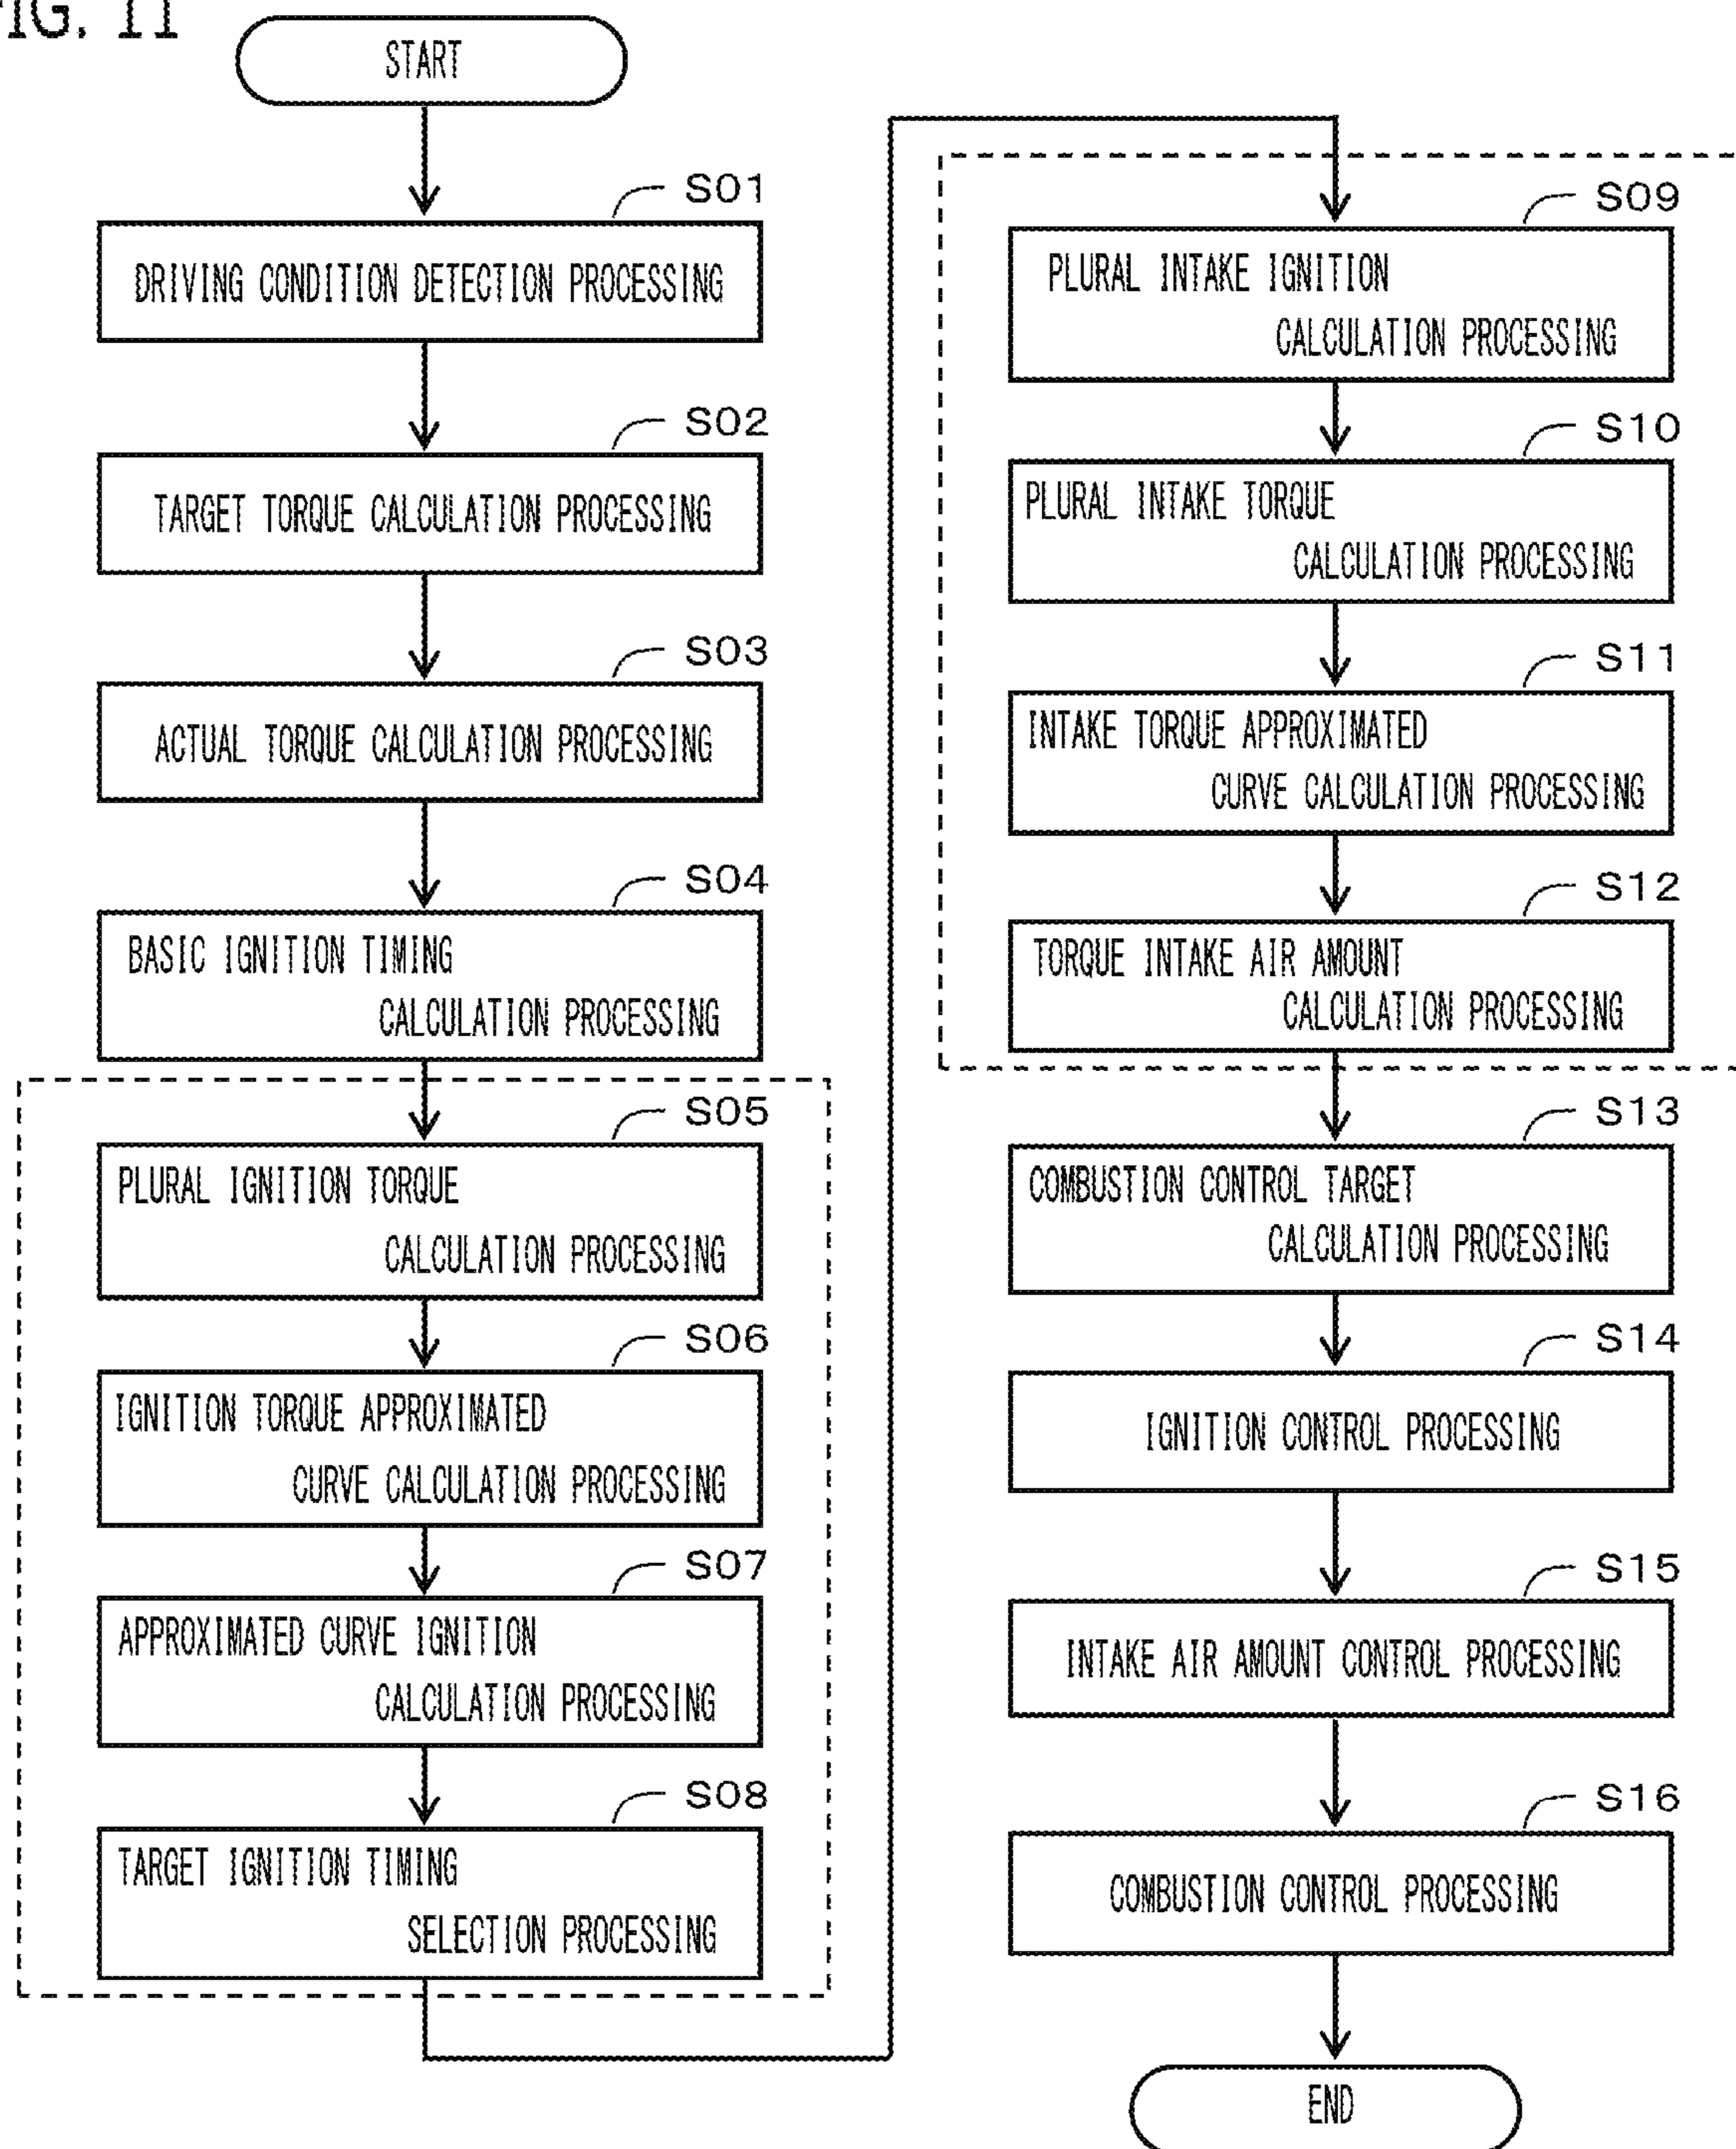 FIG. 11
START
S01
DRIVING CONDITION DETECTION PROCESSING
S02
TARGET TORQUE CALCULATION PROCESSING
S03
ACTUAL TORQUE CALCULATION PROCESSING
S04
BASIC IGNITION TIMING
CALCULATION PROCESSING
S05
PLURAL IGNITION TORQUE
CALCULATION PROCESSING
S06
IGNITION TORQUE APPROXIMATED
CURVE CALCULATION PROCESSING
S07
APPROXIMATED CURVE IGNITION
CALCULATION PROCESSING
S08
TARGET IGNITION TIMING
SELECTION PROCESSING
S09
PLURAL INTAKE IGNITION
CALCULATION PROCESSING
S10
PLURAL INTAKE TORQUE
CALCULATION PROCESSING
S11
INTAKE TORQUE APPROXIMATED
CURVE CALCULATION PROCESSING
S12
TORQUE INTAKE AIR AMOUNT
CALCULATION PROCESSING
S13
COMBUSTION CONTROL TARGET
CALCULATION PROCESSING
S14
IGNITION CONTROL PROCESSING
S15
INTAKE AIR AMOUNT CONTROL PROCESSING
S16
COMBUSTION CONTROL PROCESSING
END